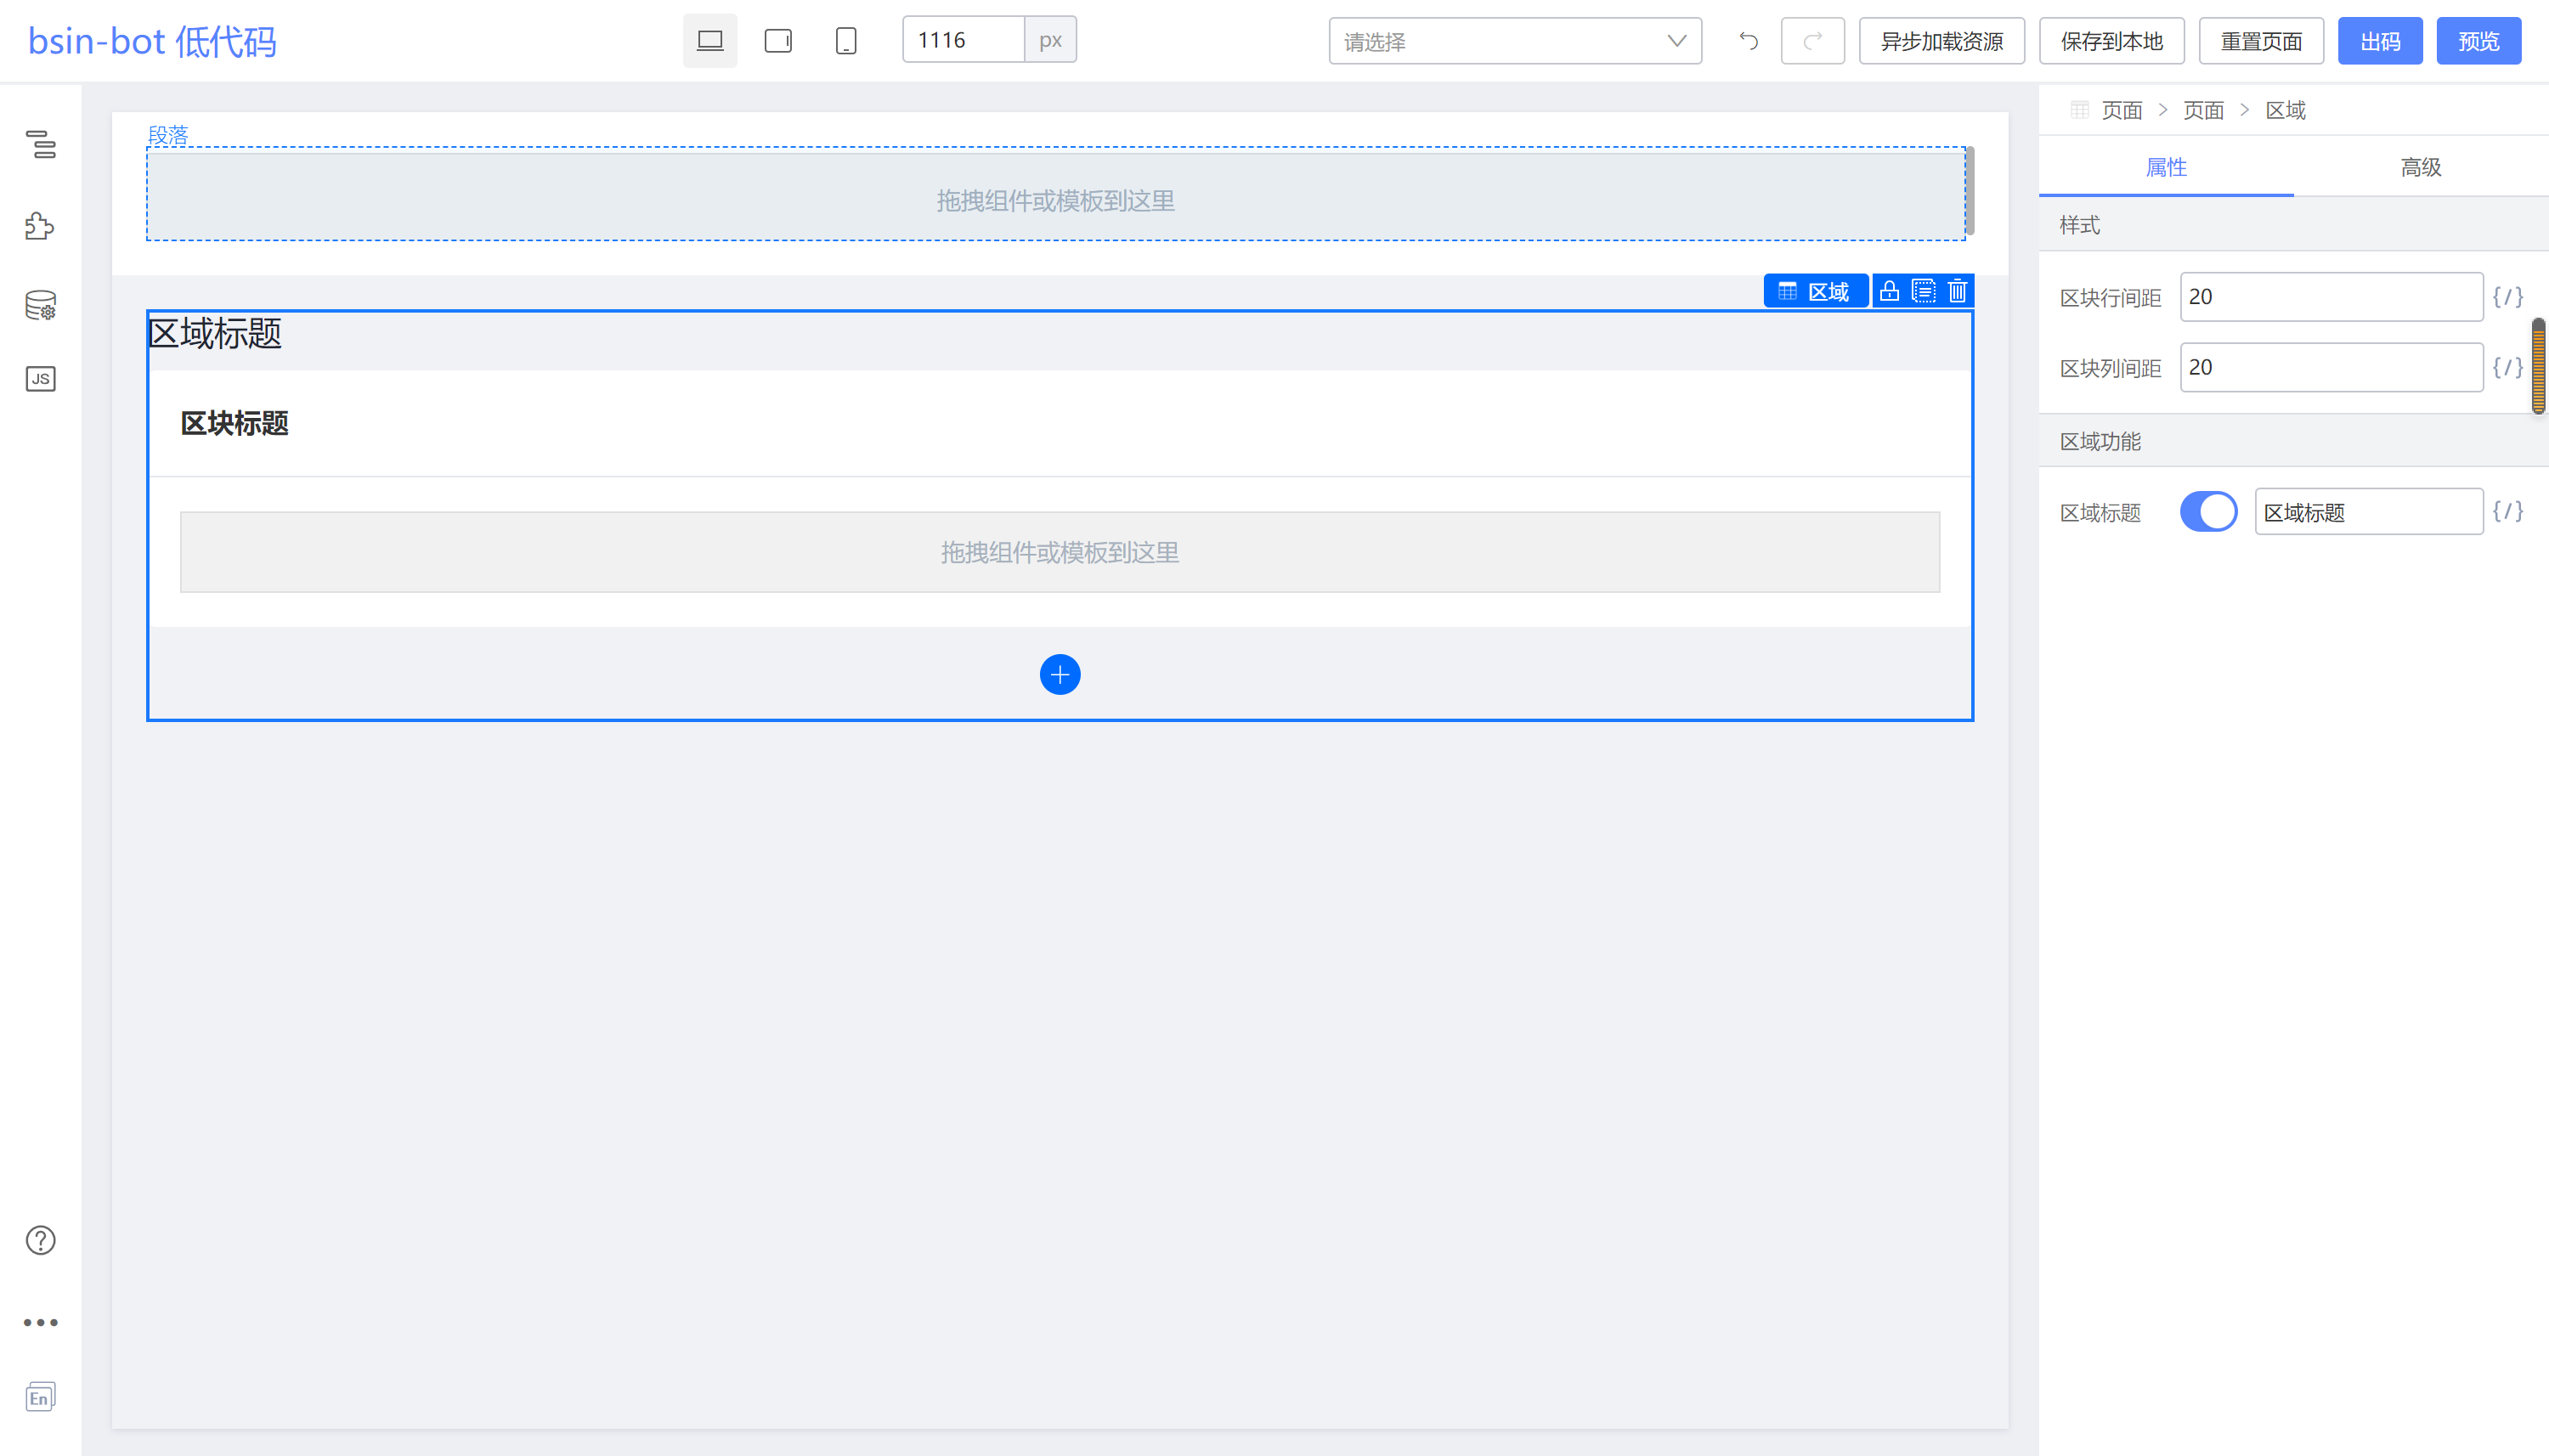 bsin-bot 低代码
1116 px
请选择
异步加载资源
保存到本地
重置页面
出码
预览
JS
En
段落
拖拽组件或模板到这里
区域
区域标题
区块标题
拖拽组件或模板到这里
页面 > 页面 > 区域
属性 高级
样式
区块行间距 20 {/}
区块列间距 20 {/}
区域功能
区域标题 区域标题 {/}